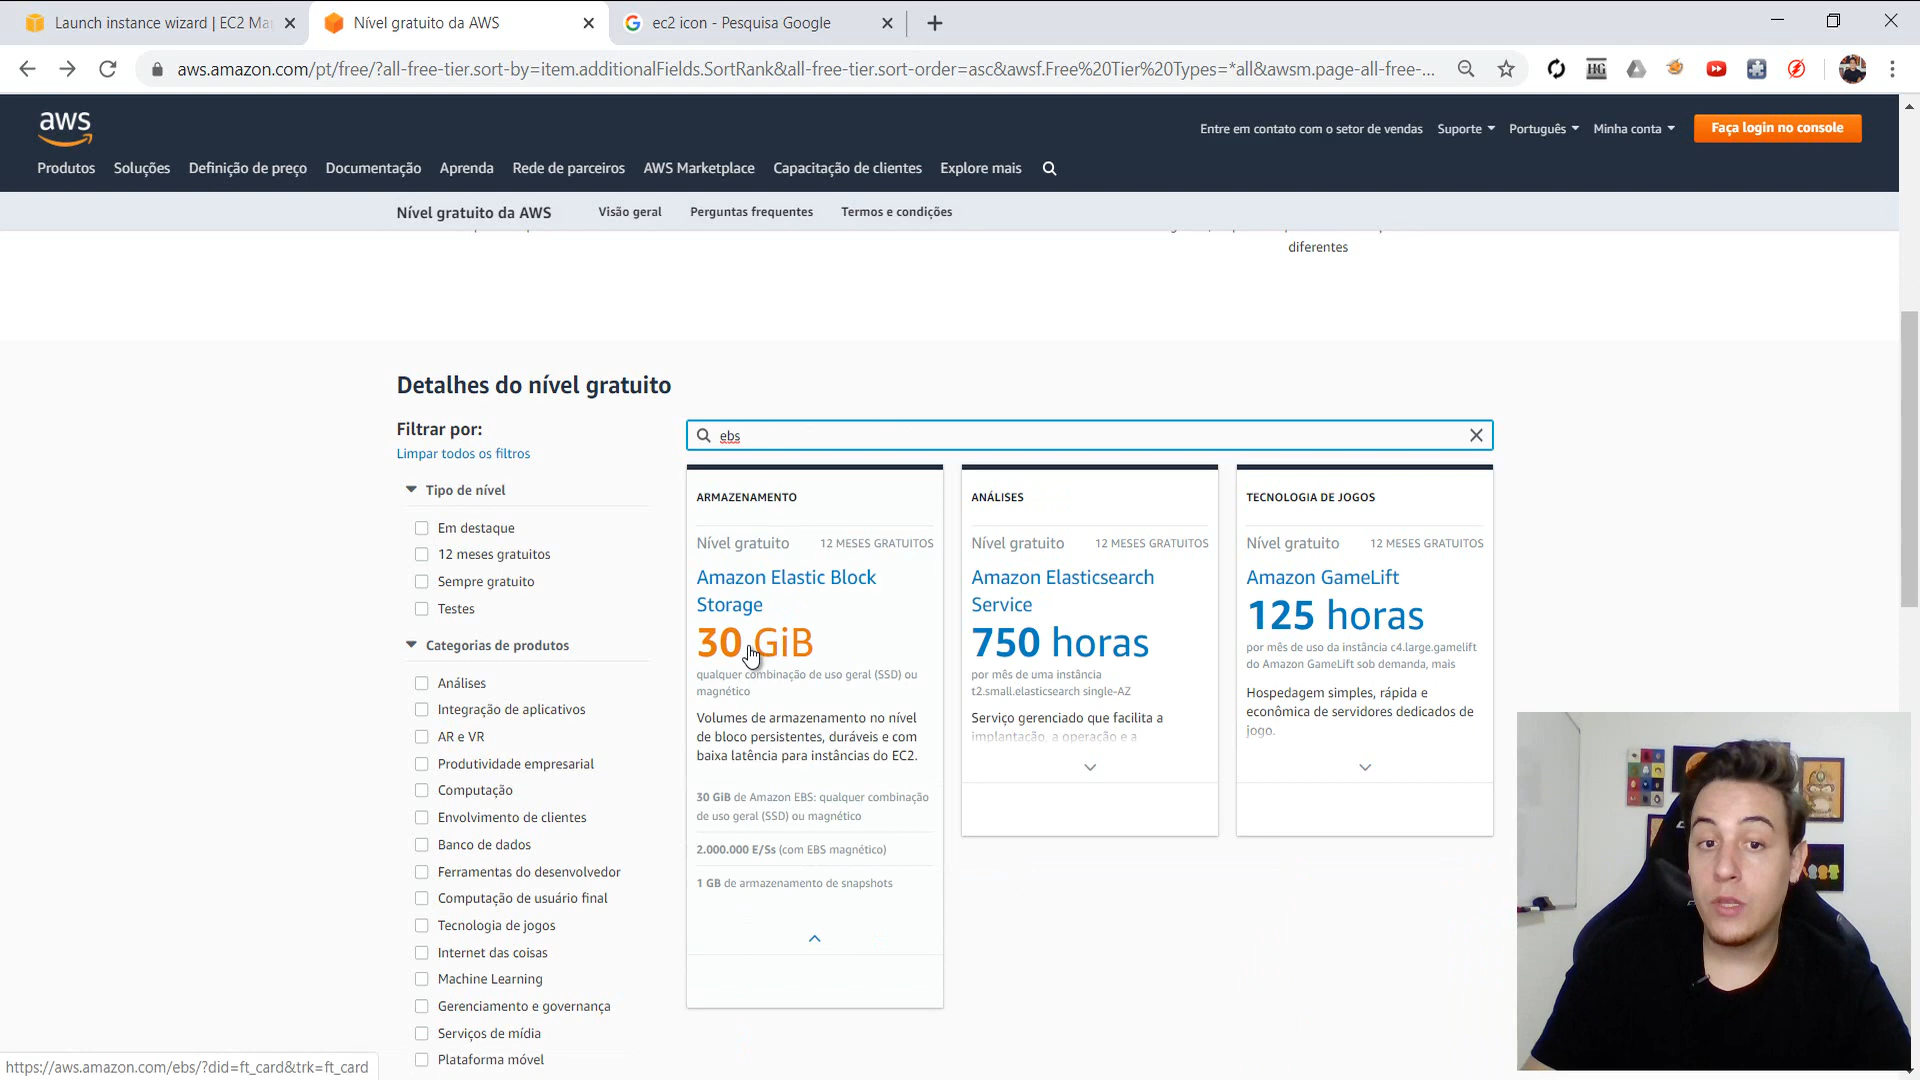 Launch instance wizard | EC2 Ma
Nível gratuito da AWS
ec2 icon - Pesquisa Google
aws.amazon.com/pt/free/?all-free-tier.sort-by=item.additionalFields.SortRank&all-free-tier.sort-order=asc&awsf.Free%20Tier%20Types=*all&awsm.page-all-free-...
aws
Entre em contato com o setor de vendas
Suporte
Português
Minha conta
Faça login no console
Produtos
Soluções
Definição de preço
Documentação
Aprenda
Rede de parceiros
AWS Marketplace
Capacitação de clientes
Explore mais
Nível gratuito da AWS
Visão geral
Perguntas frequentes
Termos e condições
diferentes
Detalhes do nível gratuito
Filtrar por:
Limpar todos os filtros
Tipo de nível
Em destaque
12 meses gratuitos
Sempre gratuito
Testes
Categorias de produtos
Análises
Integração de aplicativos
AR e VR
Produtividade empresarial
Computação
Envolvimento de clientes
Banco de dados
Ferramentas do desenvolvedor
Computação de usuário final
Tecnologia de jogos
Internet das coisas
Machine Learning
Gerenciamento e governança
Serviços de mídia
Plataforma móvel
ebs
ARMAZENAMENTO
Nível gratuito
12 MESES GRATUITOS
Amazon Elastic Block
Storage
30 GiB
qualquer combinação de uso geral (SSD) ou
magnético
Volumes de armazenamento no nível
de bloco persistentes, duráveis e com
baixa latência para instâncias do EC2.
30 GiB de Amazon EBS: qualquer combinação
de uso geral (SSD) ou magnético
2.000.000 E/Ss (com EBS magnético)
1 GB de armazenamento de snapshots
ANÁLISES
Nível gratuito
12 MESES GRATUITOS
Amazon Elasticsearch
Service
750 horas
por mês de uma instância
t2.small.elasticsearch single-AZ
Serviço gerenciado que facilita a
implantação, a operação e a
TECNOLOGIA DE JOGOS
Nível gratuito
12 MESES GRATUITOS
Amazon GameLift
125 horas
por mês de uso da instância c4.large.gamelift
do Amazon GameLift sob demanda, mais
Hospedagem simples, rápida e
econômica de servidores dedicados de
jogo.
https://aws.amazon.com/ebs/?did=ft_card&trk=ft_card